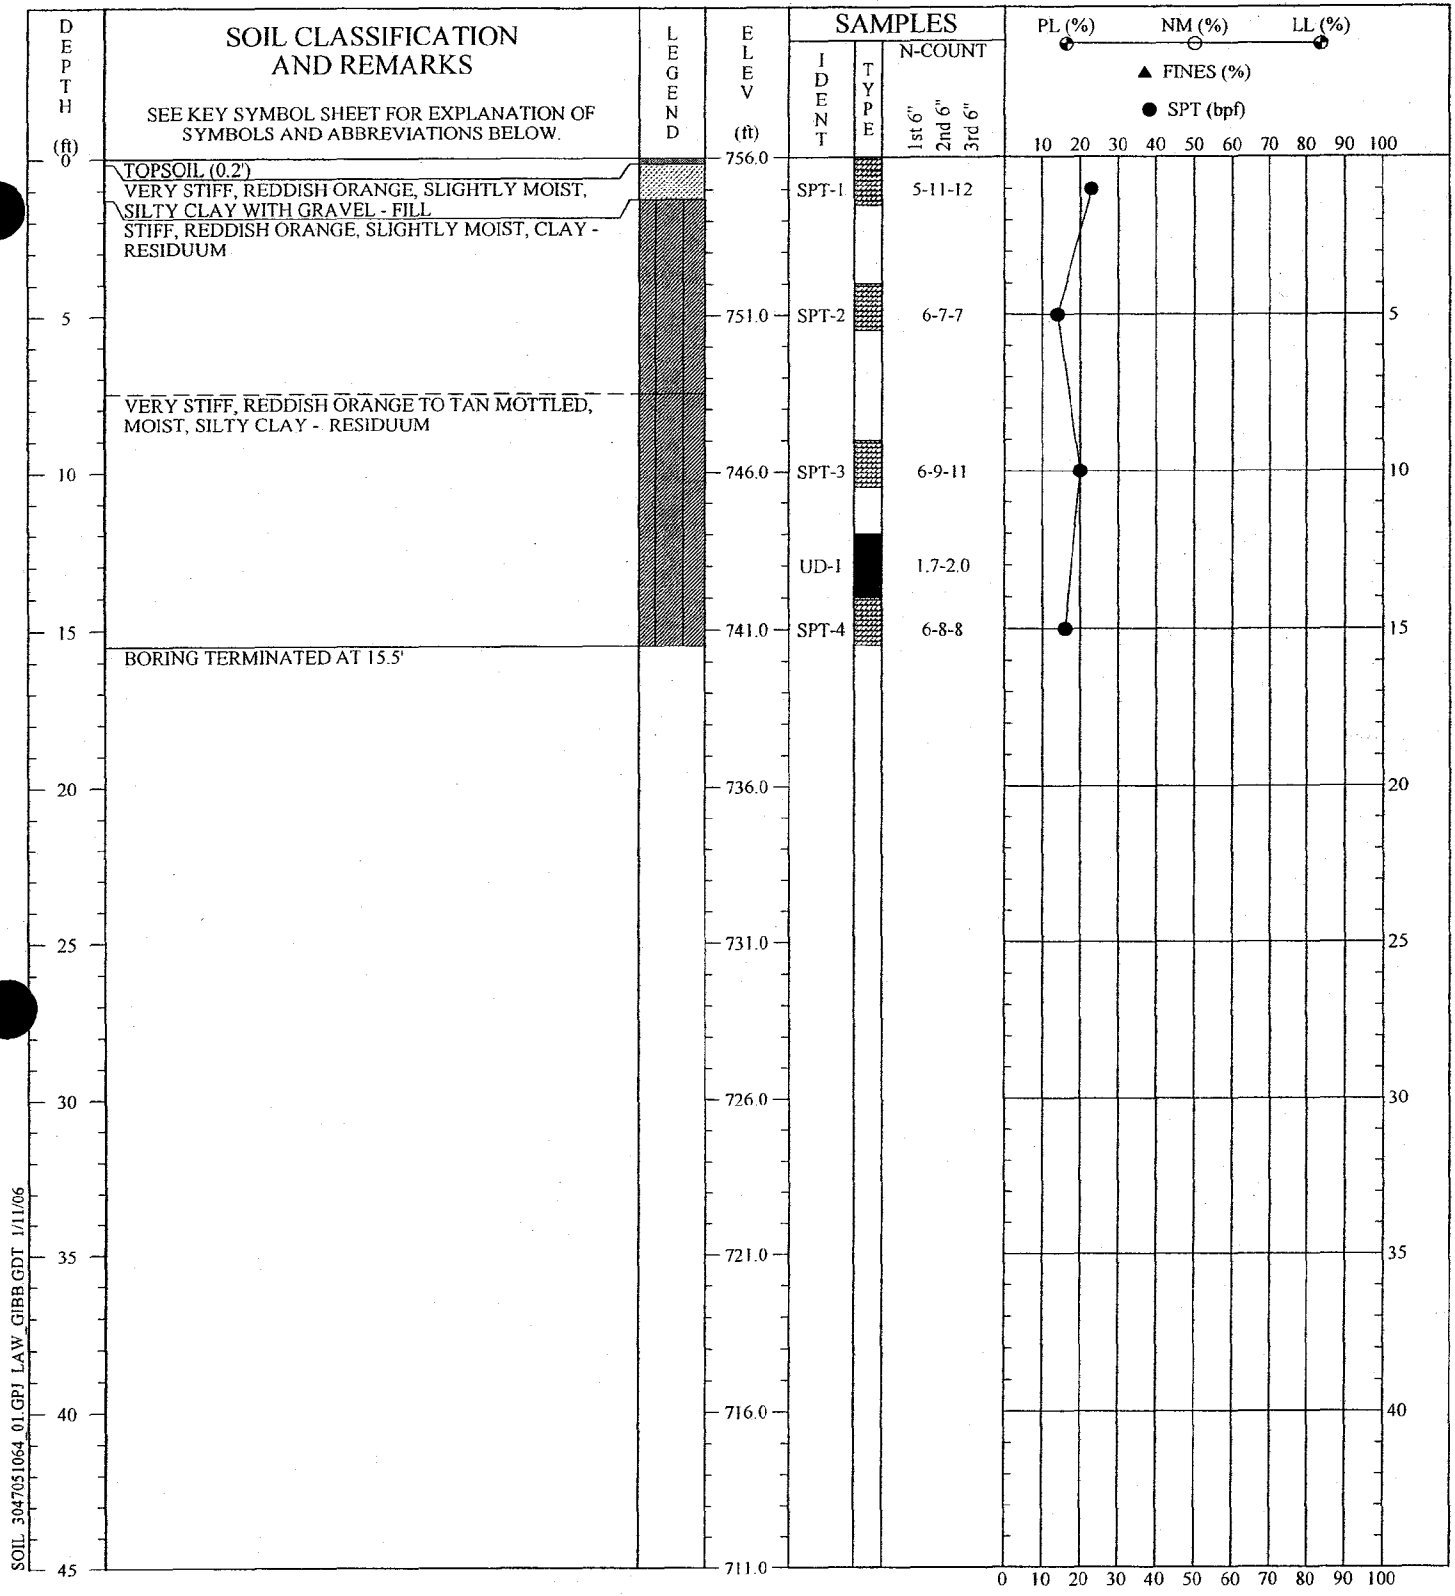 DEPTH
(ft)
SOIL CLASSIFICATION
AND REMARKS
SEE KEY SYMBOL SHEET FOR EXPLANATION OF
SYMBOLS AND ABBREVIATIONS BELOW.
LEGEND
ELEV
(ft)
SAMPLES
IDENT
TYPE
N-COUNT
1st 6"
2nd 6"
3rd 6"
PL (%) NM (%) LL (%)
▲ FINES (%)
● SPT (bpf)
10 20 30 40 50 60 70 80 90 100
0
756.0
TOPSOIL (0.2')
VERY STIFF, REDDISH ORANGE, SLIGHTLY MOIST,
SILTY CLAY WITH GRAVEL - FILL
SPT-1 5-11-12
STIFF, REDDISH ORANGE, SLIGHTLY MOIST, CLAY -
RESIDUUM
5 751.0 SPT-2 6-7-7 5
VERY STIFF, REDDISH ORANGE TO TAN MOTTLED,
MOIST, SILTY CLAY - RESIDUUM
10 746.0 SPT-3 6-9-11 10
UD-1 1.7-2.0
15 741.0 SPT-4 6-8-8 15
BORING TERMINATED AT 15.5'
20 736.0 20
25 731.0 25
30 726.0 30
35 721.0 35
40 716.0 40
45 711.0
0 10 20 30 40 50 60 70 80 90 100
SOIL 3047051064_01.GPJ LAW_GIBB.GDT 1/11/06